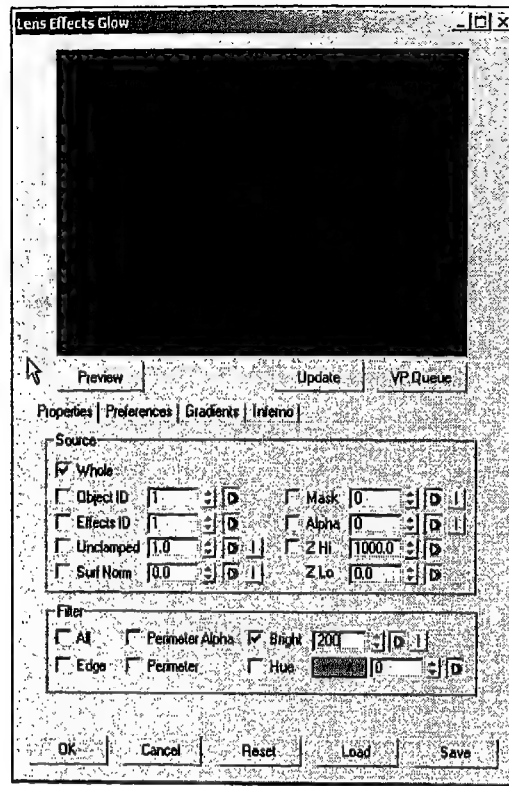 Lens Effects Glow
Preview Update VP Queue
Properties Preferences Gradients Inferno
Source
Whole
Object ID 1 D Mask 0 D I
Effects ID 1 D Alpha 0 D I
Unclamped 1.0 D I Z Hi 1000.0 D
Surf Norm 0.0 D I Z Lo 0.0 D
Filter
All Perimeter Alpha Bright 200 D I
Edge Perimeter Hue 0 D
OK Cancel Reset Load Save